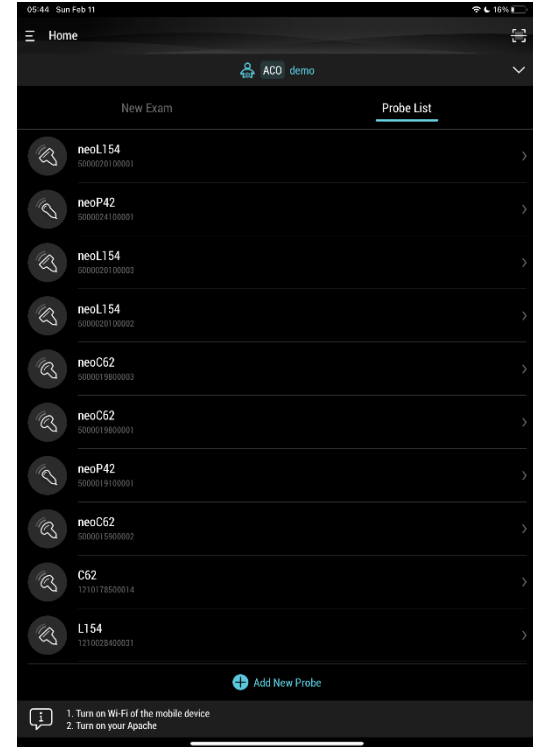 05:44 Sun Feb 11 16%
Home
ACO demo
New Exam Probe List
neoL154
5000020100001
neoP42
5000024100001
neoL154
5000020100003
neoL154
5000020100002
neoC62
5000019800003
neoC62
5000019800001
neoP42
5000019100001
neoC62
5000015900002
C62
1210178500014
L154
1210028400031
Add New Probe
1. Turn on Wi-Fi of the mobile device
2. Turn on your Apache